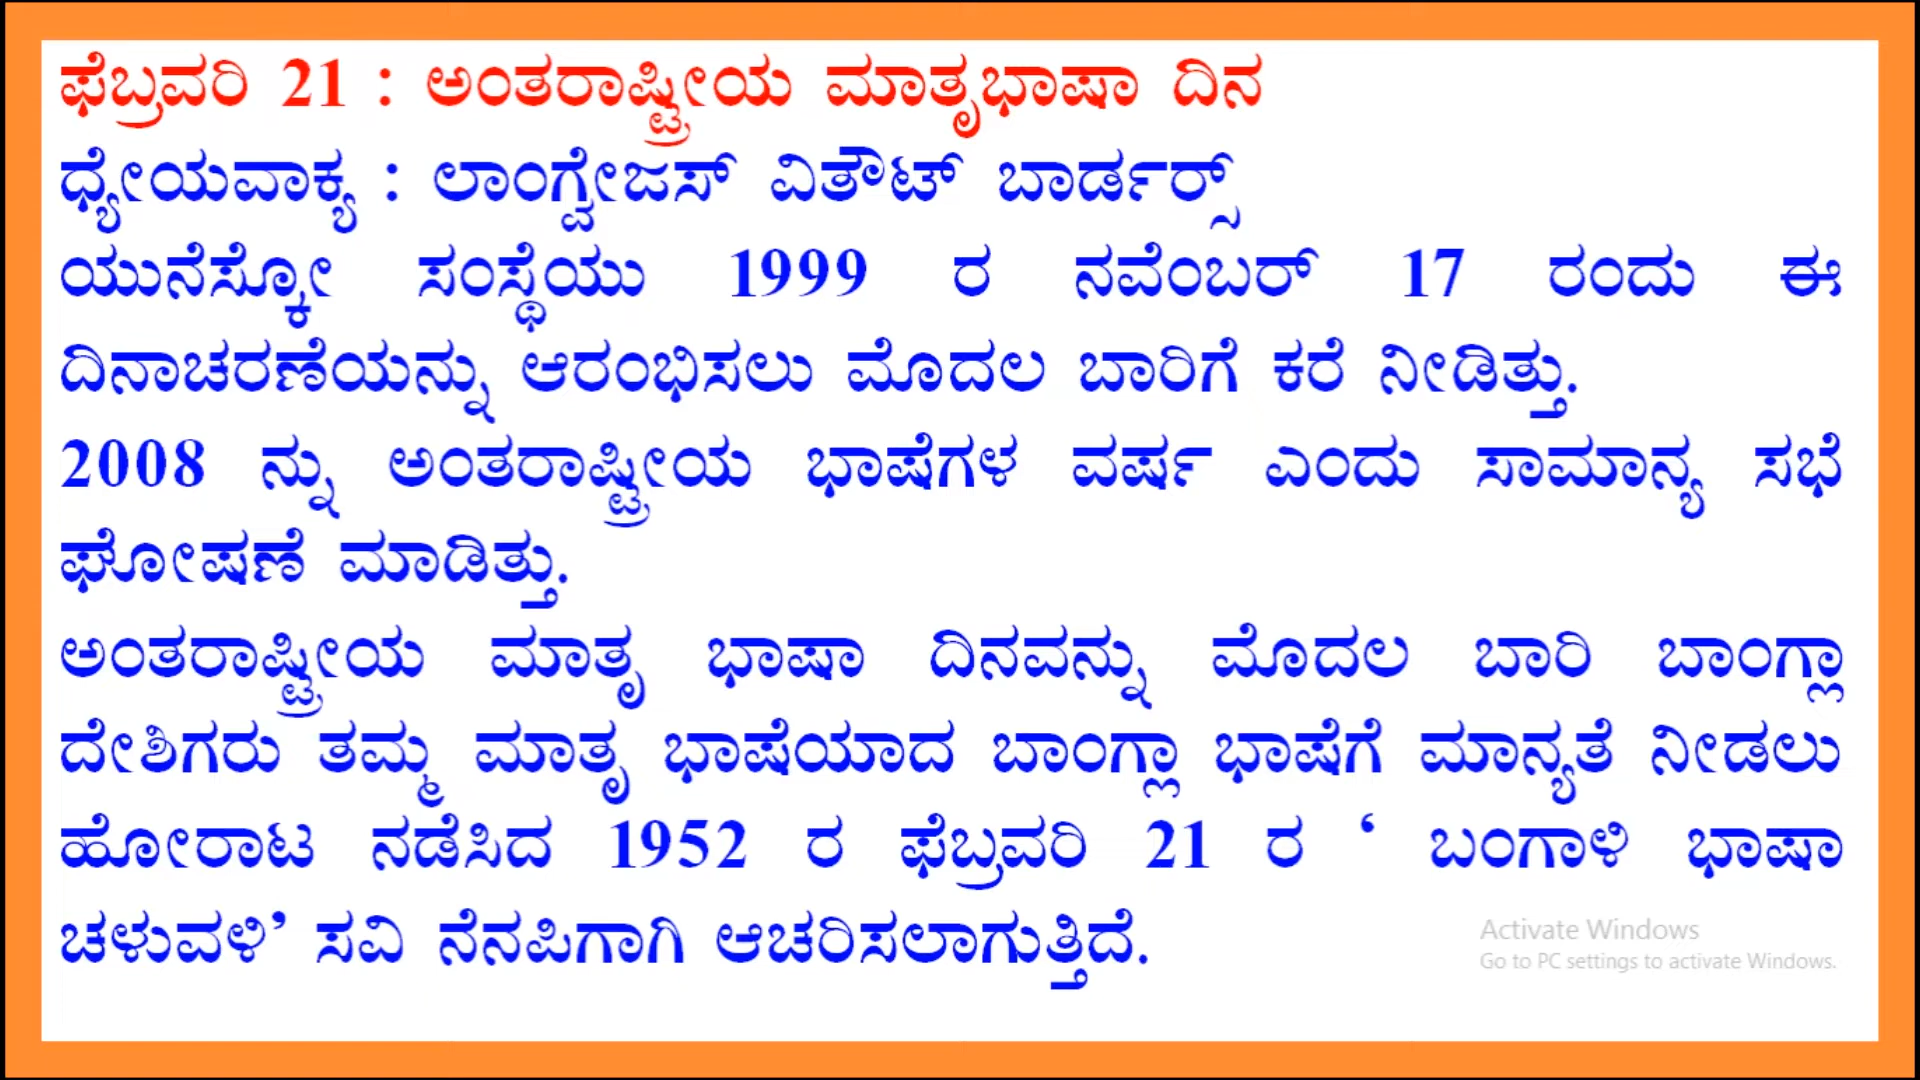 ಫೆಬ್ರವರಿ 21 : ಅಂತರಾಷ್ಟ್ರೀಯ ಮಾತೃಭಾಷಾ ದಿನ
ಧ್ಯೇಯವಾಕ್ಯ : ಲಾಂಗ್ವೇಜಸ್ ವಿತೌಟ್ ಬಾರ್ಡರ್ಸ್
ಯುನೆಸ್ಕೋ ಸಂಸ್ಥೆಯು 1999 ರ ನವೆಂಬರ್ 17 ರಂದು ಈ
ದಿನಾಚರಣೆಯನ್ನು ಆರಂಭಿಸಲು ಮೊದಲ ಬಾರಿಗೆ ಕರೆ ನೀಡಿತ್ತು.
2008 ನ್ನು ಅಂತರಾಷ್ಟ್ರೀಯ ಭಾಷೆಗಳ ವರ್ಷ ಎಂದು ಸಾಮಾನ್ಯ ಸಭೆ
ಘೋಷಣೆ ಮಾಡಿತ್ತು.
ಅಂತರಾಷ್ಟ್ರೀಯ ಮಾತೃ ಭಾಷಾ ದಿನವನ್ನು ಮೊದಲ ಬಾರಿ ಬಾಂಗ್ಲಾ
ದೇಶಿಗರು ತಮ್ಮ ಮಾತೃ ಭಾಷೆಯಾದ ಬಾಂಗ್ಲಾ ಭಾಷೆಗೆ ಮಾನ್ಯತೆ ನೀಡಲು
ಹೋರಾಟ ನಡೆಸಿದ 1952 ರ ಫೆಬ್ರವರಿ 21 ರ ‘ ಬಂಗಾಳಿ ಭಾಷಾ
ಚಳುವಳಿ’ ಸವಿ ನೆನಪಿಗಾಗಿ ಆಚರಿಸಲಾಗುತ್ತಿದೆ.
Activate Windows
Go to PC settings to activate Windows.